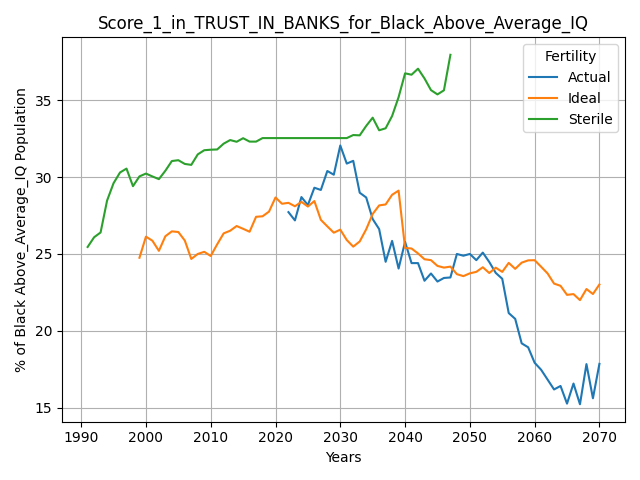 Score_1_in_TRUST_IN_BANKS_for_Black_Above_Average_IQ
% of Black Above_Average_IQ Population
35
30
25
20
15
Fertility
Actual
Ideal
Sterile
1990 2000 2010 2020 2030 2040 2050 2060 2070
Years